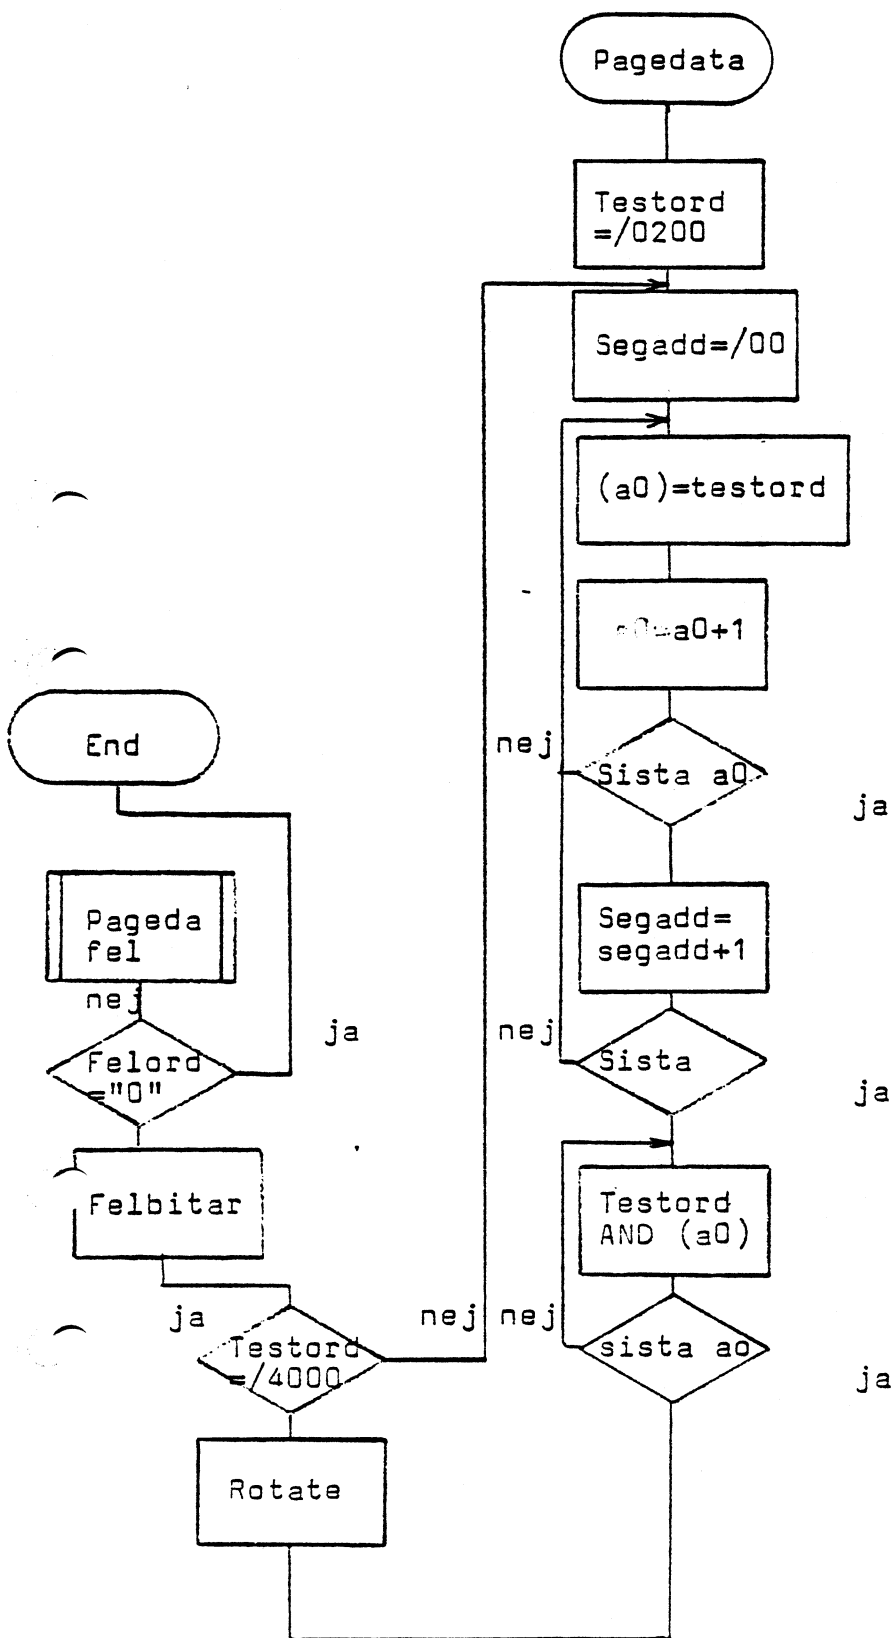 Pagedata
Testord
=/0200
Segadd=/00
(a0)=testord
a0=a0+1
nej
Sista a0
ja
Segadd=
segadd+1
nej
Sista
ja
Testord
AND (a0)
nej
sista ao
ja
Rotate
nej
ja
Testord
=/4000
Felbitar
Felord
="0"
ja
nej
Pageda
fel
End